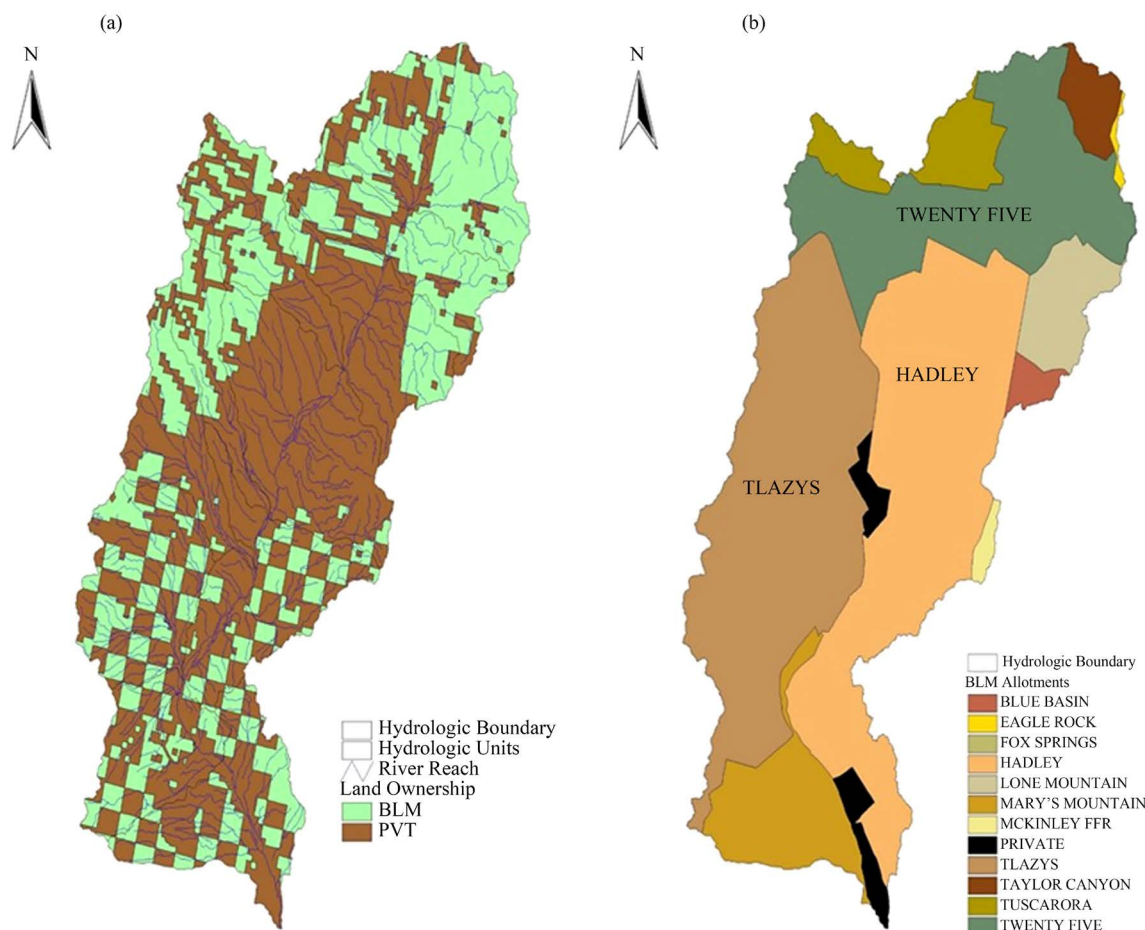 (a)
N
Hydrologic Boundary
Hydrologic Units
River Reach
Land Ownership
BLM
PVT
(b)
N
TWENTY FIVE
HADLEY
TLAZYS
Hydrologic Boundary
BLM Allotments
BLUE BASIN
EAGLE ROCK
FOX SPRINGS
HADLEY
LONE MOUNTAIN
MARY'S MOUNTAIN
MCKINLEY FFR
PRIVATE
TLAZYS
TAYLOR CANYON
TUSCARORA
TWENTY FIVE